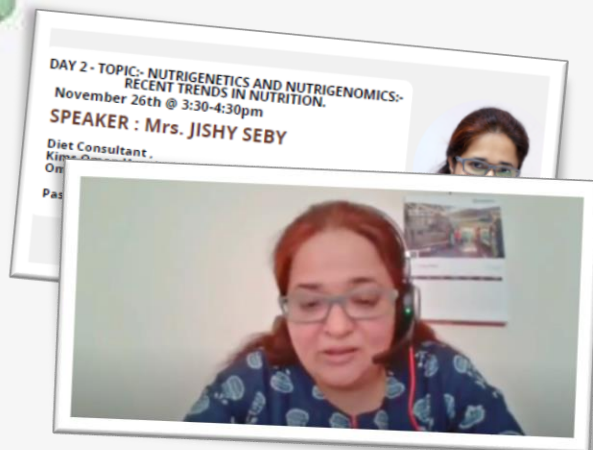 DAY 2 - TOPIC:- NUTRIGENETICS AND NUTRIGENOMICS:-
RECENT TRENDS IN NUTRITION.
November 26th @ 3:30-4:30pm
SPEAKER : Mrs. JISHY SEBY
Diet Consultant ,